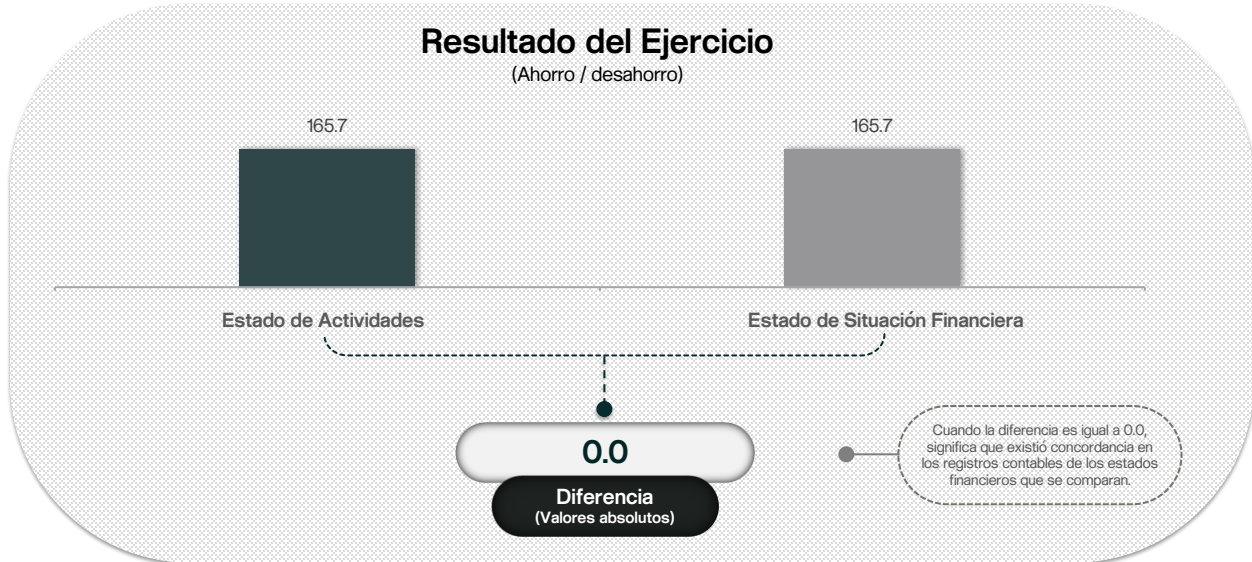 Resultado del Ejercicio
(Ahorro / desahorro)
165.7
165.7
Estado de Actividades
Estado de Situación Financiera
0.0
Diferencia
(Valores absolutos)
Cuando la diferencia es igual a 0.0,
significa que existió concordancia en
los registros contables de los estados
financieros que se comparan.